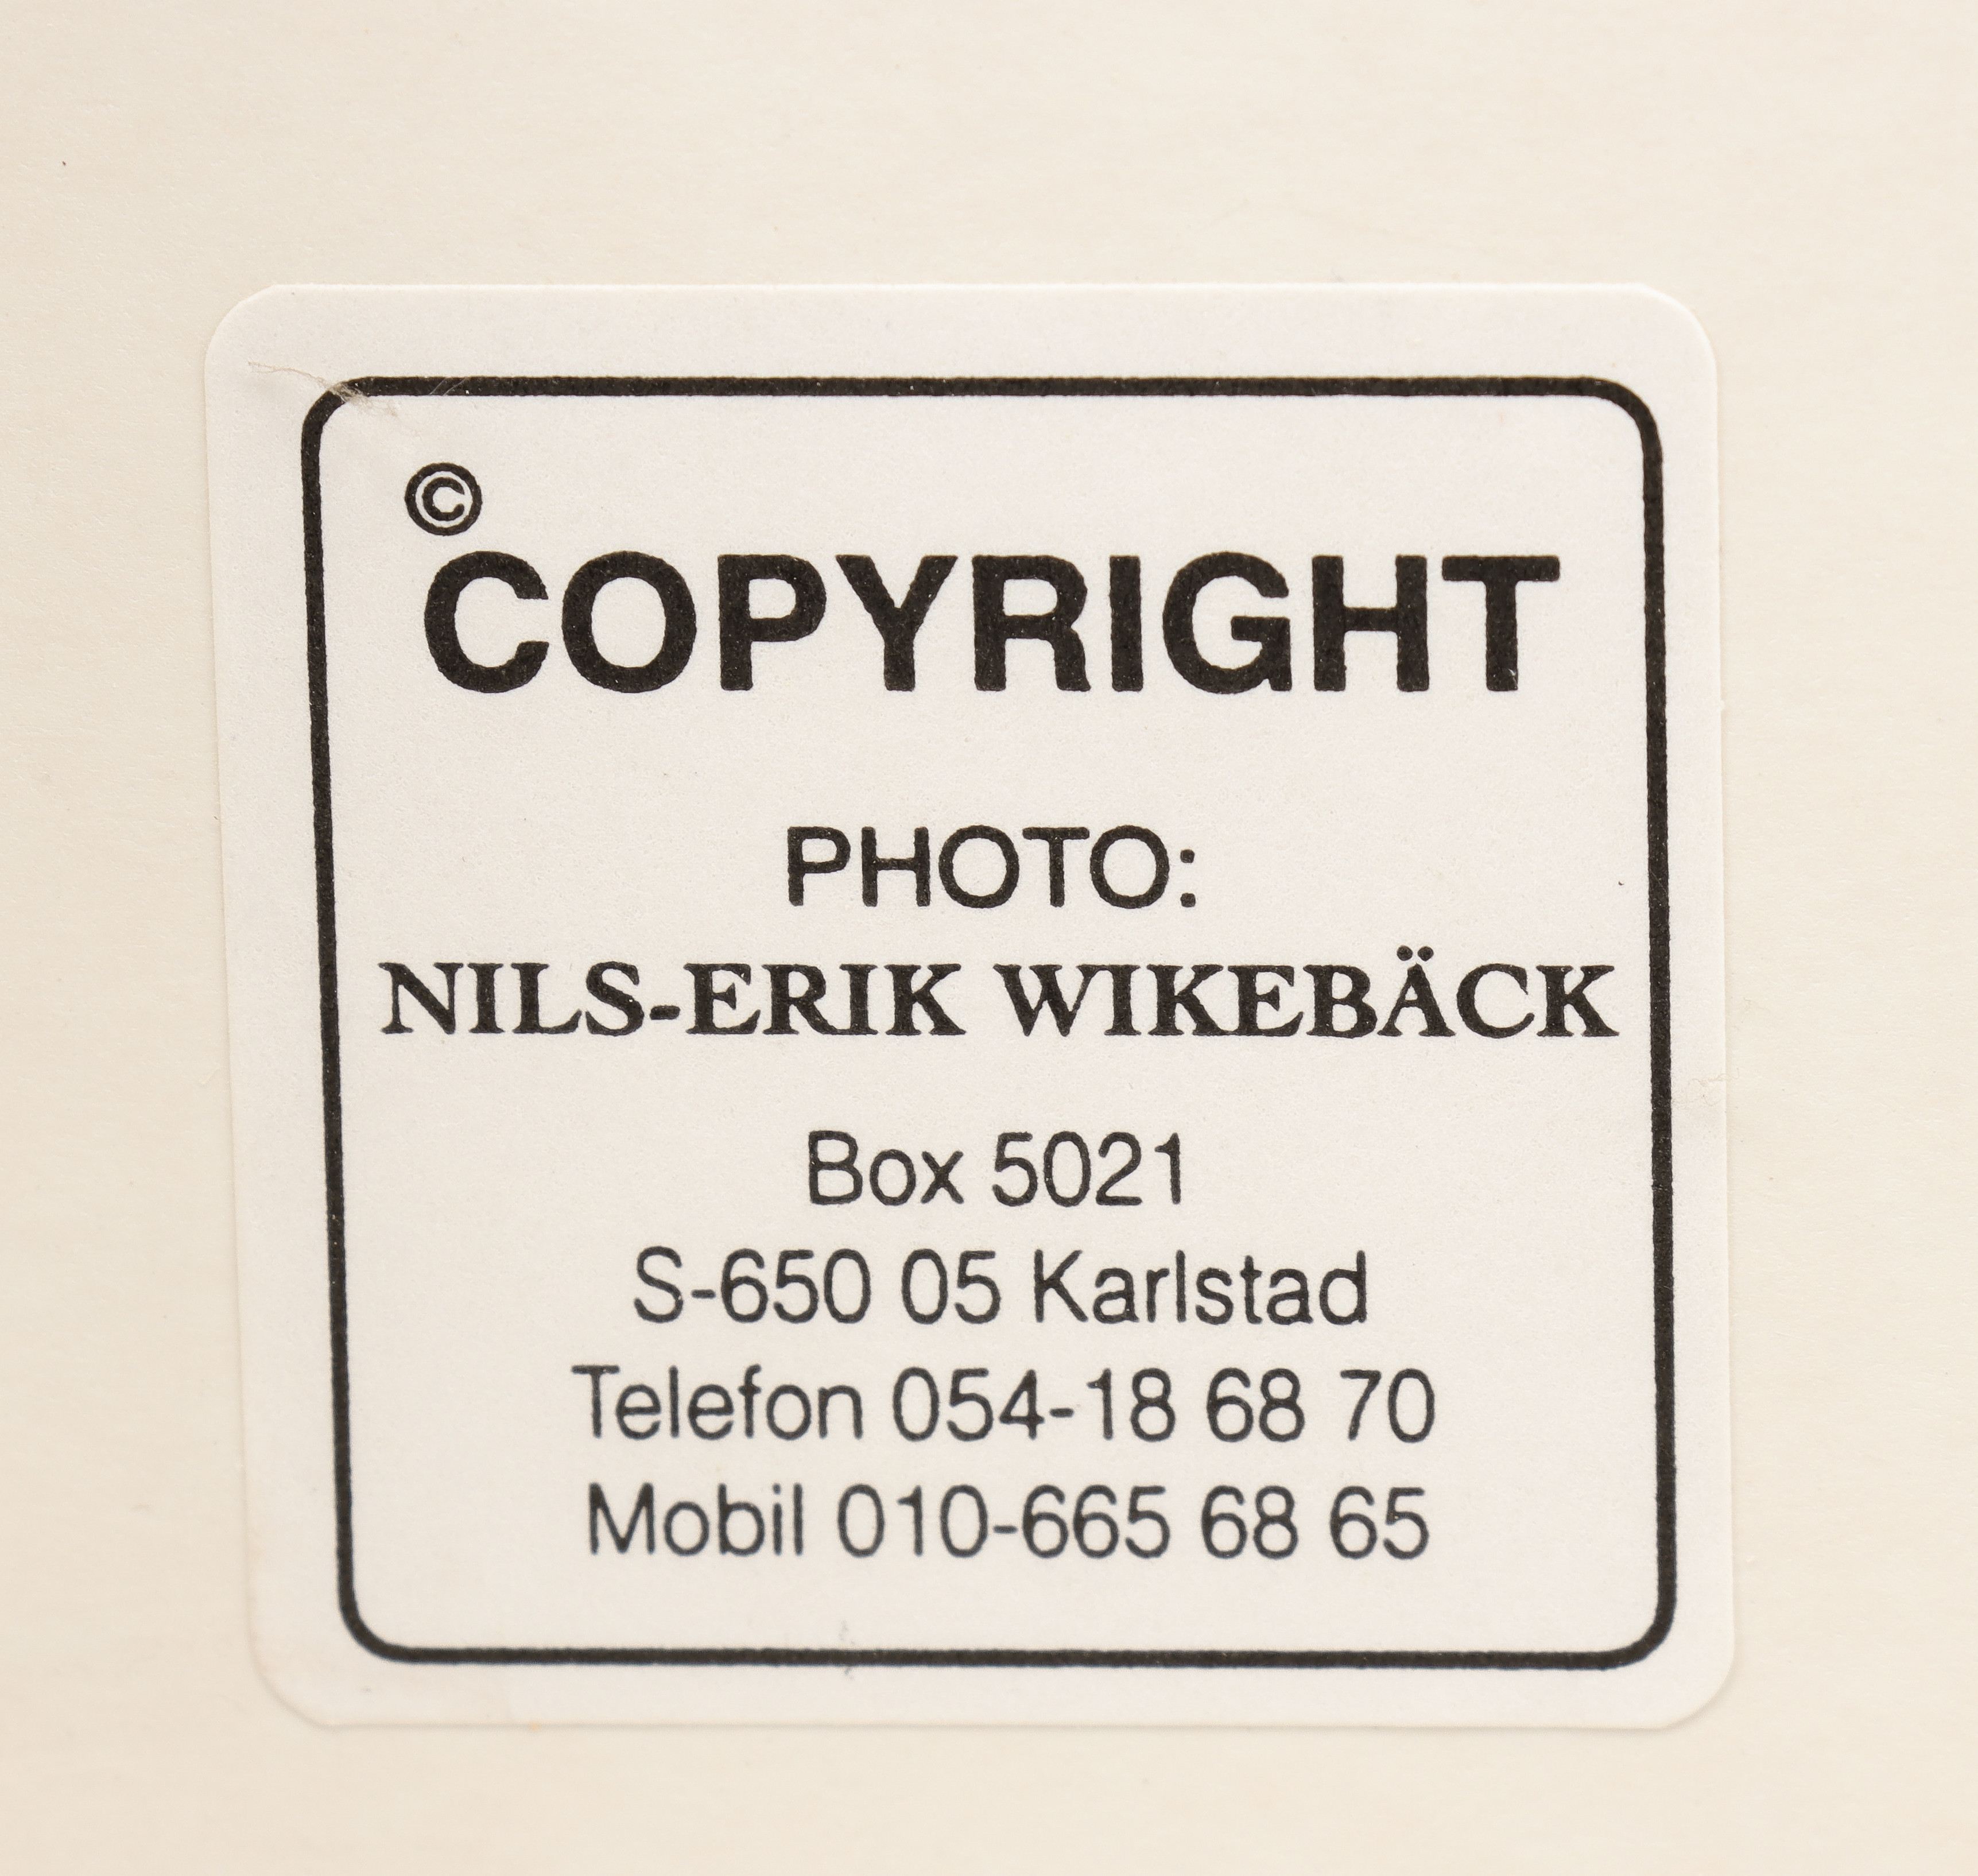 ©
COPYRIGHT
PHOTO:
NILS-ERIK WIKEBÄCK
Box 5021
S-650 05 Karlstad
Telefon 054-18 68 70
Mobil 010-665 68 65